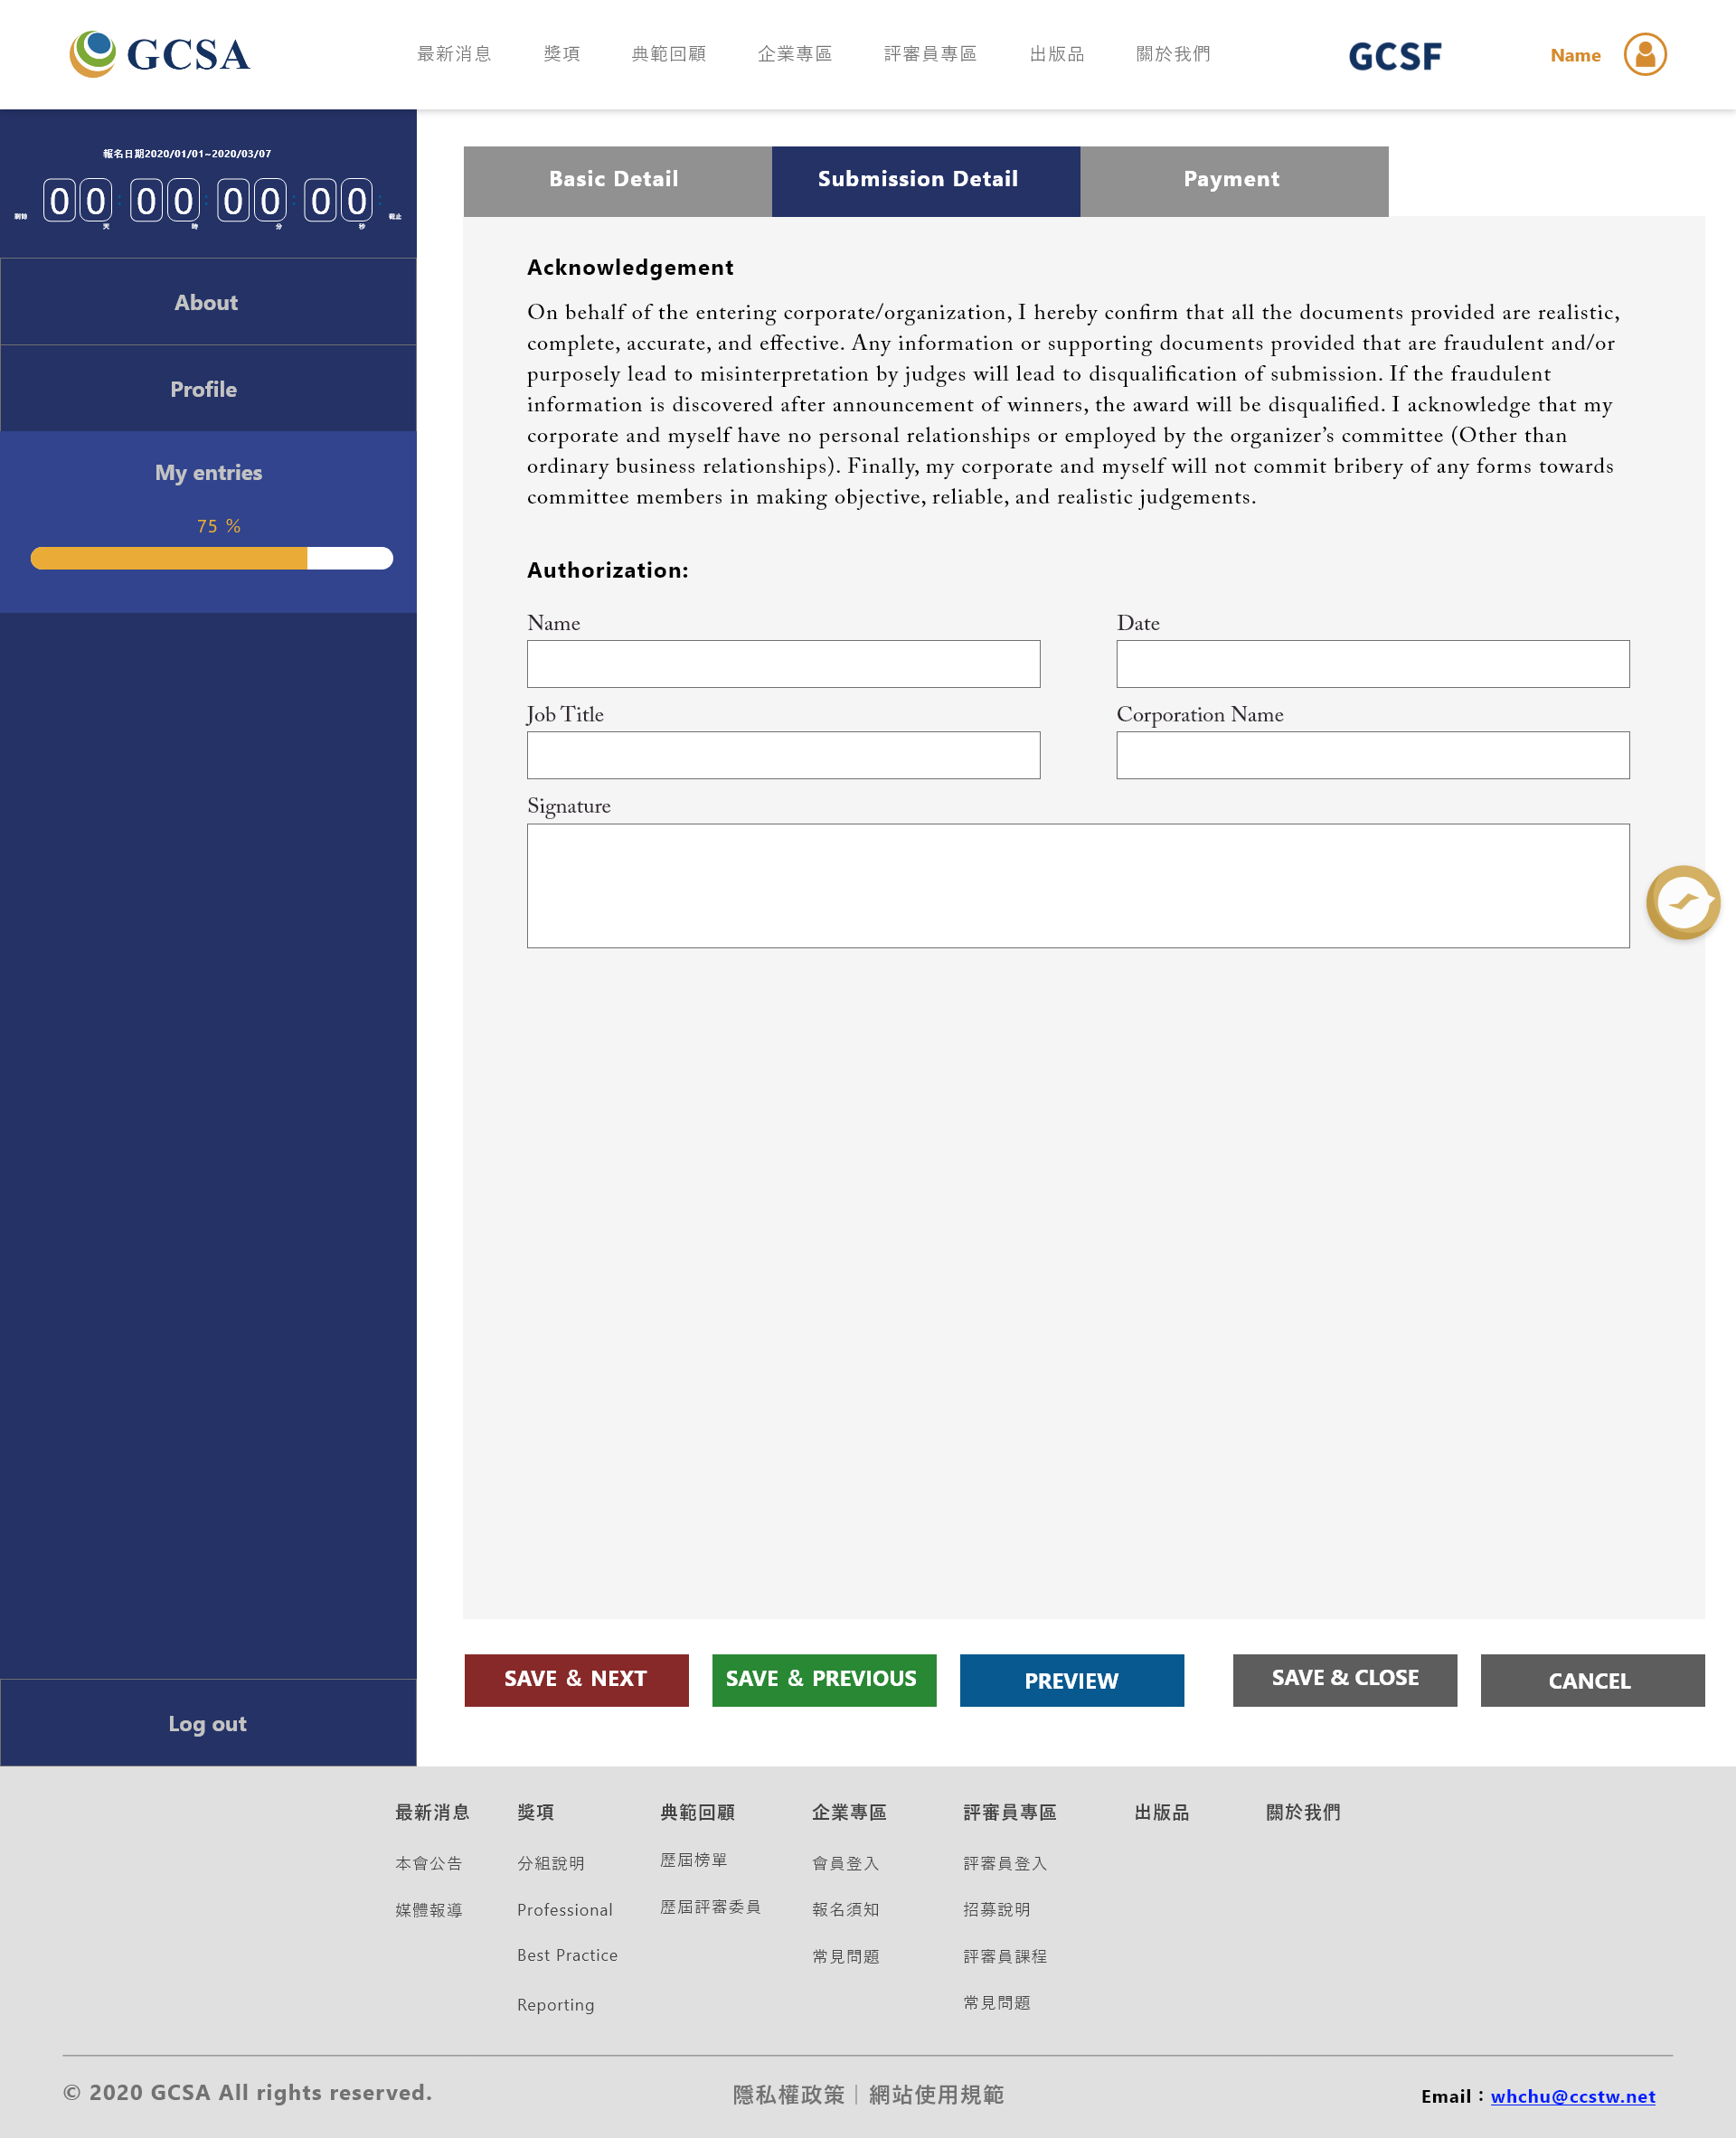 GCSA
最新消息 獎項 典範回顧 企業專區 評審員專區 出版品 關於我們
GCSF
Name
報名日期2020/01/01~2020/03/07
剩餘 00 : 00 : 00 : 00 : 截止
天 時 分 秒
About
Profile
My entries
75 %
Log out
Basic Detail
Submission Detail
Payment
Acknowledgement
On behalf of the entering corporate/organization, I hereby confirm that all the documents provided are realistic,
complete, accurate, and effective. Any information or supporting documents provided that are fraudulent and/or
purposely lead to misinterpretation by judges will lead to disqualification of submission. If the fraudulent
information is discovered after announcement of winners, the award will be disqualified. I acknowledge that my
corporate and myself have no personal relationships or employed by the organizer’s committee (Other than
ordinary business relationships). Finally, my corporate and myself will not commit bribery of any forms towards
committee members in making objective, reliable, and realistic judgements.
Authorization:
Name
Date
Job Title
Corporation Name
Signature
SAVE & NEXT
SAVE & PREVIOUS
PREVIEW
SAVE & CLOSE
CANCEL
最新消息
本會公告
媒體報導
獎項
分組說明
Professional
Best Practice
Reporting
典範回顧
歷屆榜單
歷屆評審委員
企業專區
會員登入
報名須知
常見問題
評審員專區
評審員登入
招募說明
評審員課程
常見問題
出版品
關於我們
© 2020 GCSA All rights reserved.
隱私權政策｜網站使用規範
Email：whchu@ccstw.net